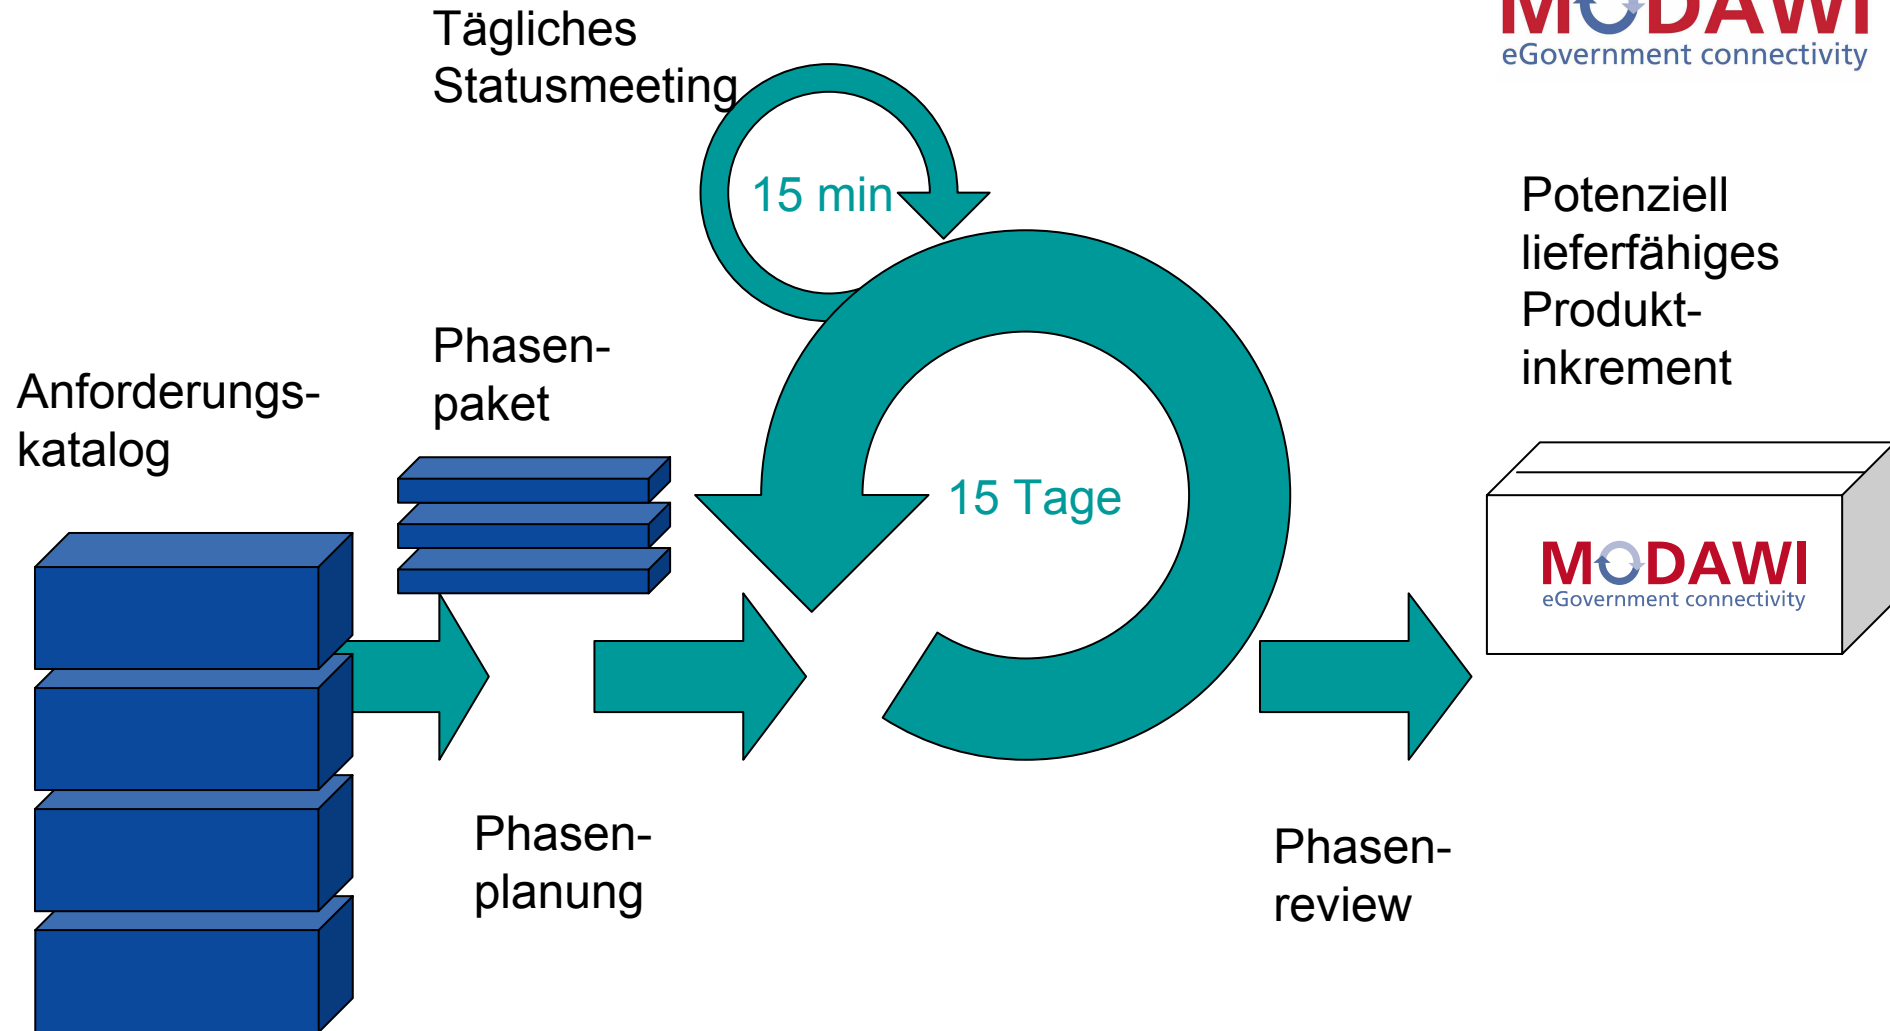 Tägliches
Statusmeeting
MODAWI
eGovernment connectivity
15 min
Potenziell
lieferfähiges
Produkt-
inkrement
Phasen-
paket
Anforderungs-
katalog
15 Tage
MODAWI
eGovernment connectivity
Phasen-
planung
Phasen-
review